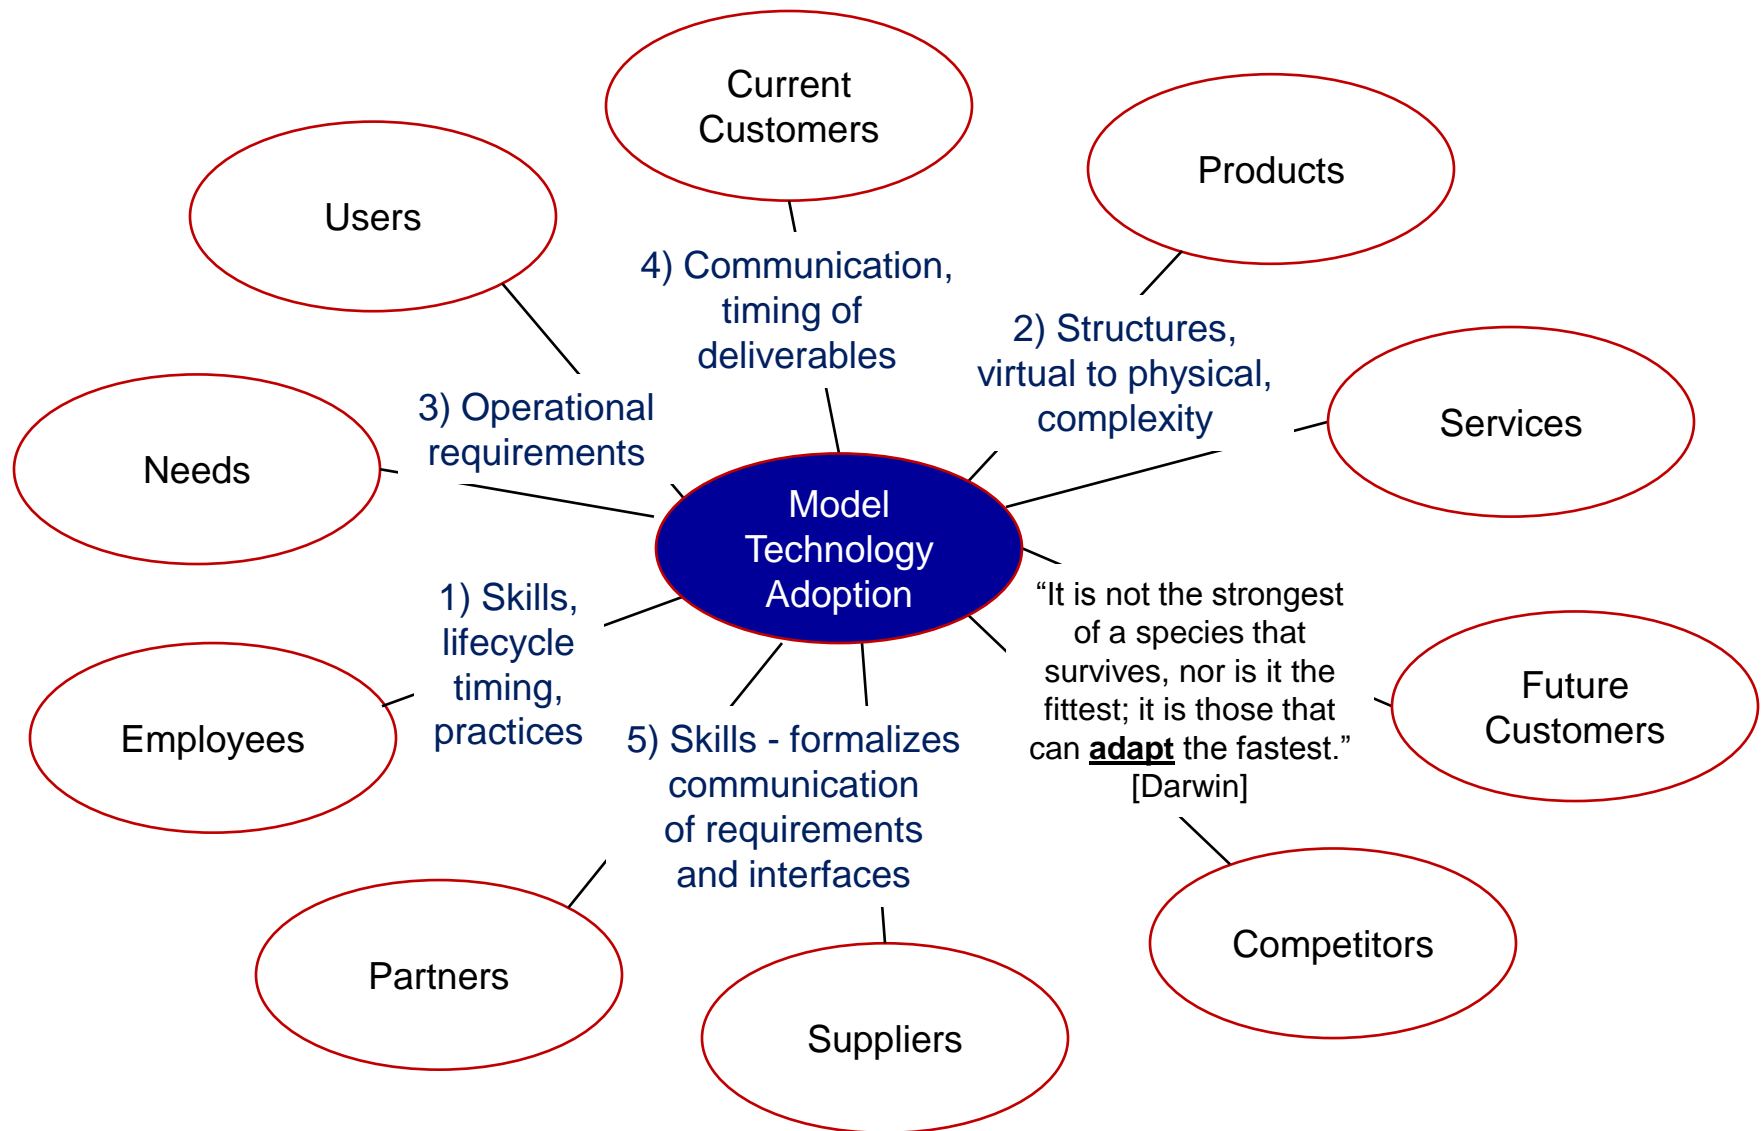 Current
Customers
Products
Users
4) Communication,
timing of
deliverables
2) Structures,
virtual to physical,
complexity
Services
3) Operational
requirements
Needs
Model
Technology
Adoption
1) Skills,
lifecycle
timing,
practices
“It is not the strongest
of a species that
survives, nor is it the
fittest; it is those that
can adapt the fastest.”
[Darwin]
Future
Customers
Employees
5) Skills - formalizes
communication
of requirements
and interfaces
Competitors
Partners
Suppliers